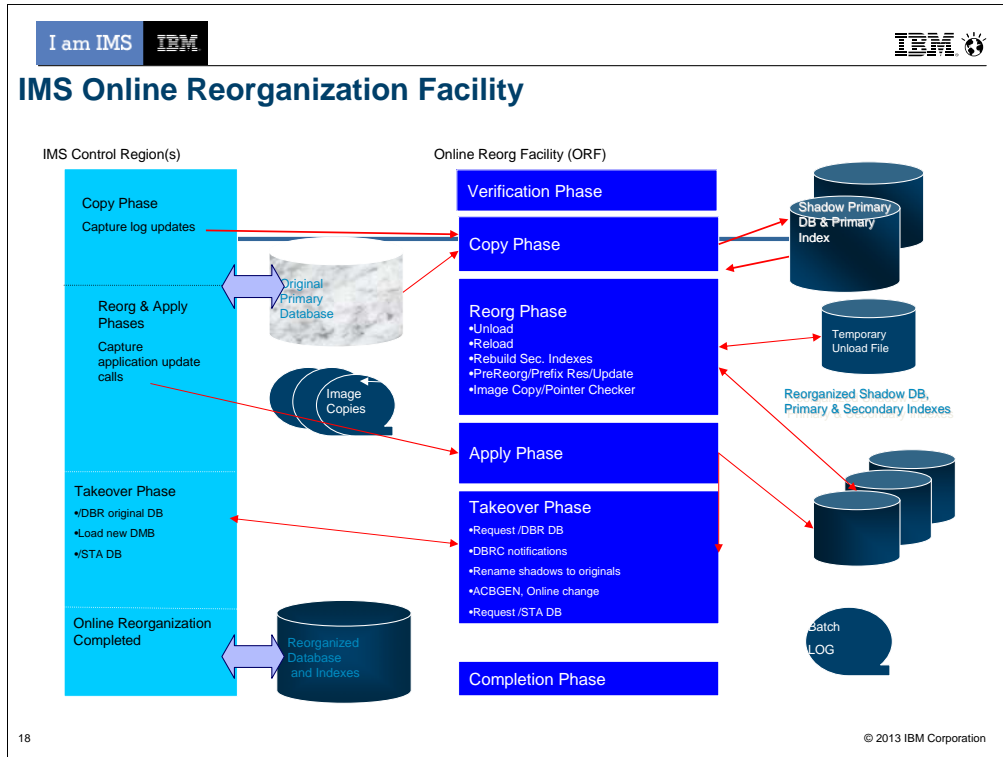 I am IMS IBM
IBM
IMS Online Reorganization Facility
IMS Control Region(s)
Copy Phase
Capture log updates
Reorg & Apply
Phases
Capture
application update
calls
Takeover Phase
•/DBR original DB
•Load new DMB
•/STA DB
Online Reorganization
Completed
Original
Primary
Database
Image
Copies
Reorganized
Database
and Indexes
Online Reorg Facility (ORF)
Verification Phase
Copy Phase
Reorg Phase
•Unload
•Reload
•Rebuild Sec. Indexes
•PreReorg/Prefix Res/Update
•Image Copy/Pointer Checker
Apply Phase
Takeover Phase
•Request /DBR DB
•DBRC notifications
•Rename shadows to originals
•ACBGEN, Online change
•Request /STA DB
Completion Phase
Shadow Primary
DB & Primary
Index
Temporary
Unload File
Reorganized Shadow DB,
Primary & Secondary Indexes
Batch
LOG
18
© 2013 IBM Corporation